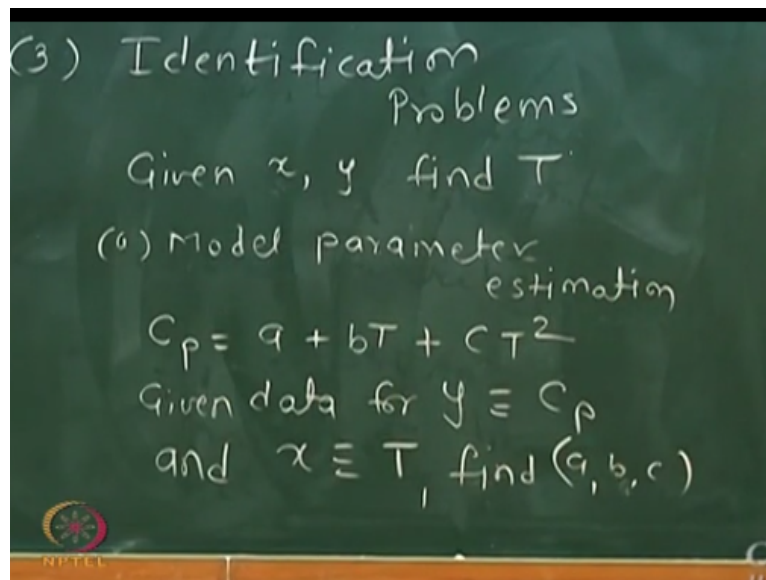 (3) Identification
Problems
Given x, y find T
(a) Model parameter
estimation
Cp = a + bT + CT²
Given data for y ≡ Cp
and x ≡ T, find (a, b, c)
NPTEL